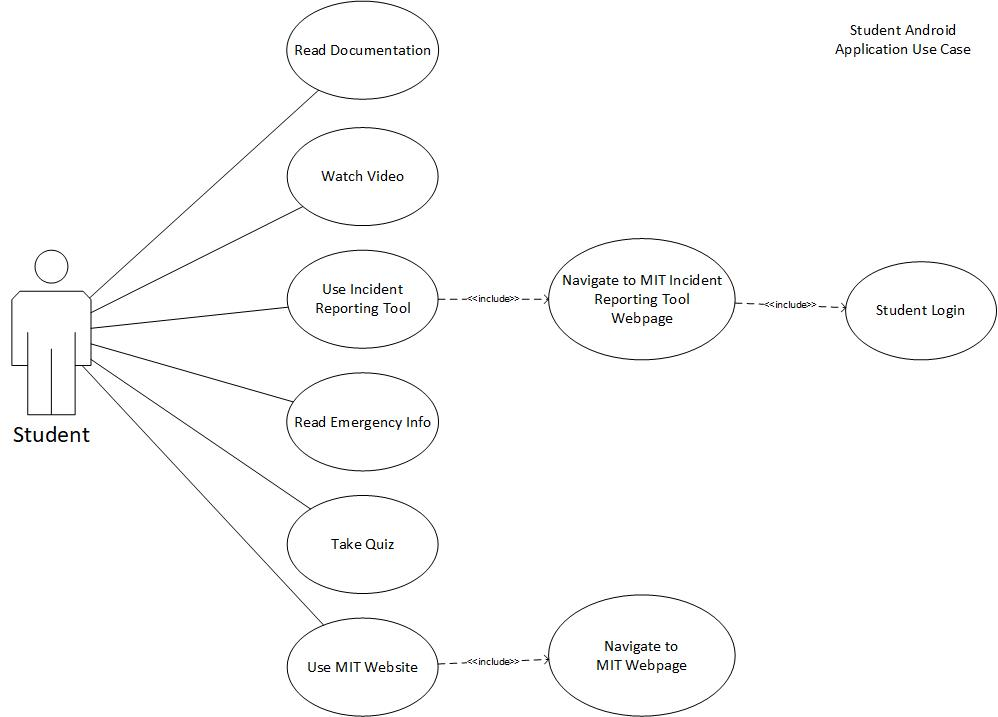 Student Android
Application Use Case
Read Documentation
Watch Video
Use Incident
Reporting Tool
<<include>>
Navigate to MIT Incident
Reporting Tool
Webpage
<<include>>
Student Login
Student
Read Emergency Info
Take Quiz
Use MIT Website
<<include>>
Navigate to
MIT Webpage